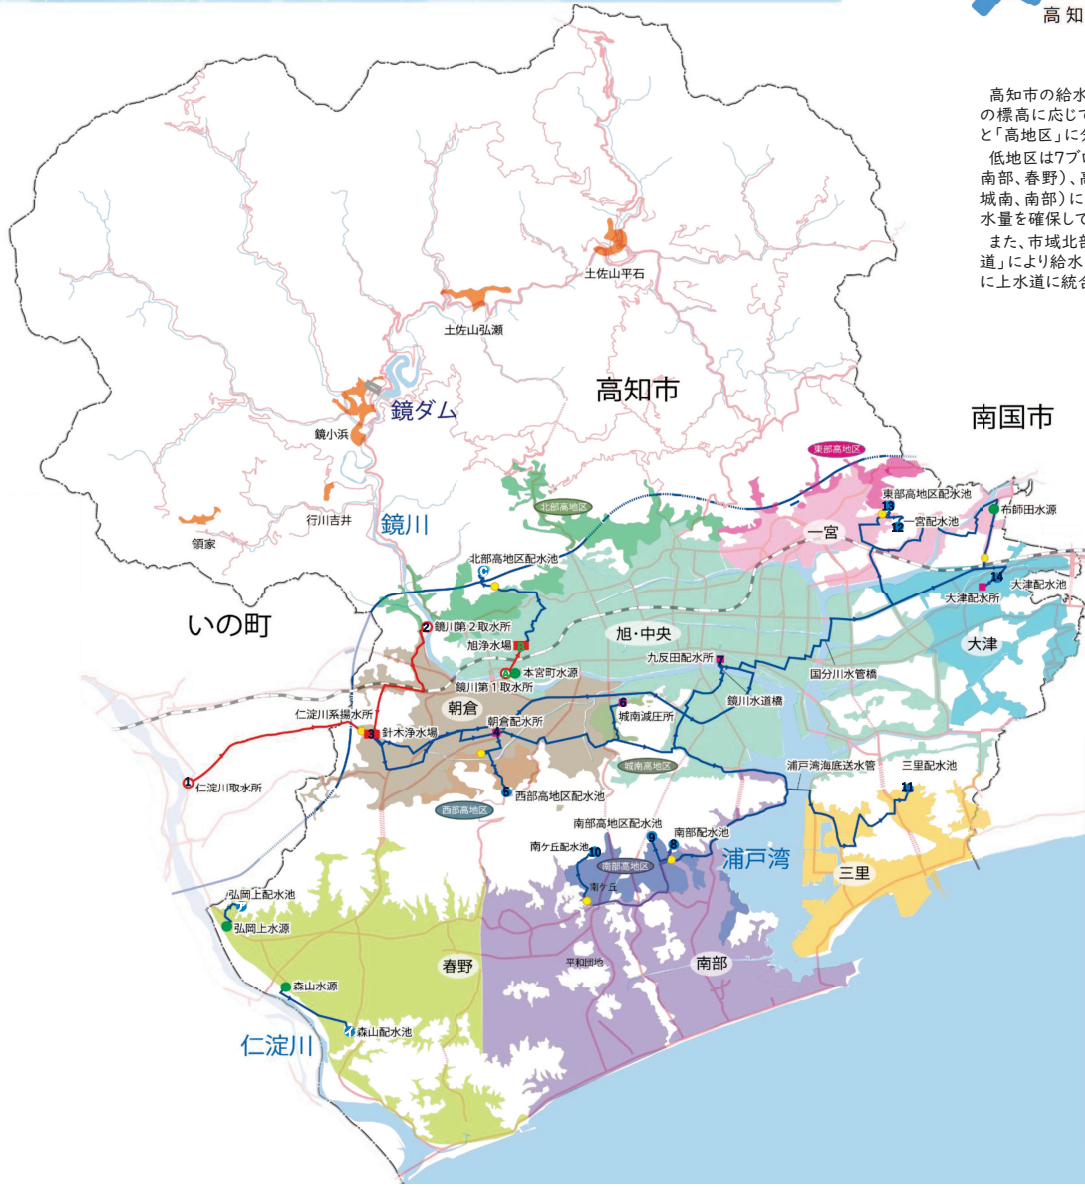 高知
高知市の給水
の標高に応じて
と「高地区」に
低地区は7ブロ
南部、春野)、高
城南、南部)に
水量を確保して
また、市域北部
道」により給水
に上水道に統合
土佐山平石
土佐山弘瀬
高知市
鏡ダム
南国市
鏡小浜
東部高地区
東部高地区配水池
13
北部高地区
布師田水源
行川吉井
鏡川
一宮
12
一宮配水池
領家
北部高地区配水池
C
14
大津配水池
大津配水所
いの町
2
鏡川第2取水所
旭・中央
旭浄水場
B
九反田配水所
7
大津
A
本宮町水源
国分川水管橋
鏡川第1取水所
鏡川水道橋
朝倉
仁淀川系揚水所
朝倉配水所
6
城南減圧所
3
針木浄水場
4
城南高地区
浦戸湾海底送水管
三里配水池
1
仁淀川取水所
11
5
西部高地区配水池
西部高地区
南部高地区配水池
南部配水池
9
8
南ケ丘配水池
10
南部高地区
浦戸湾
三里
南ケ丘
弘岡上配水池
ア
弘岡上水源
春野
平和団地
南部
森山水源
イ
森山配水池
仁淀川